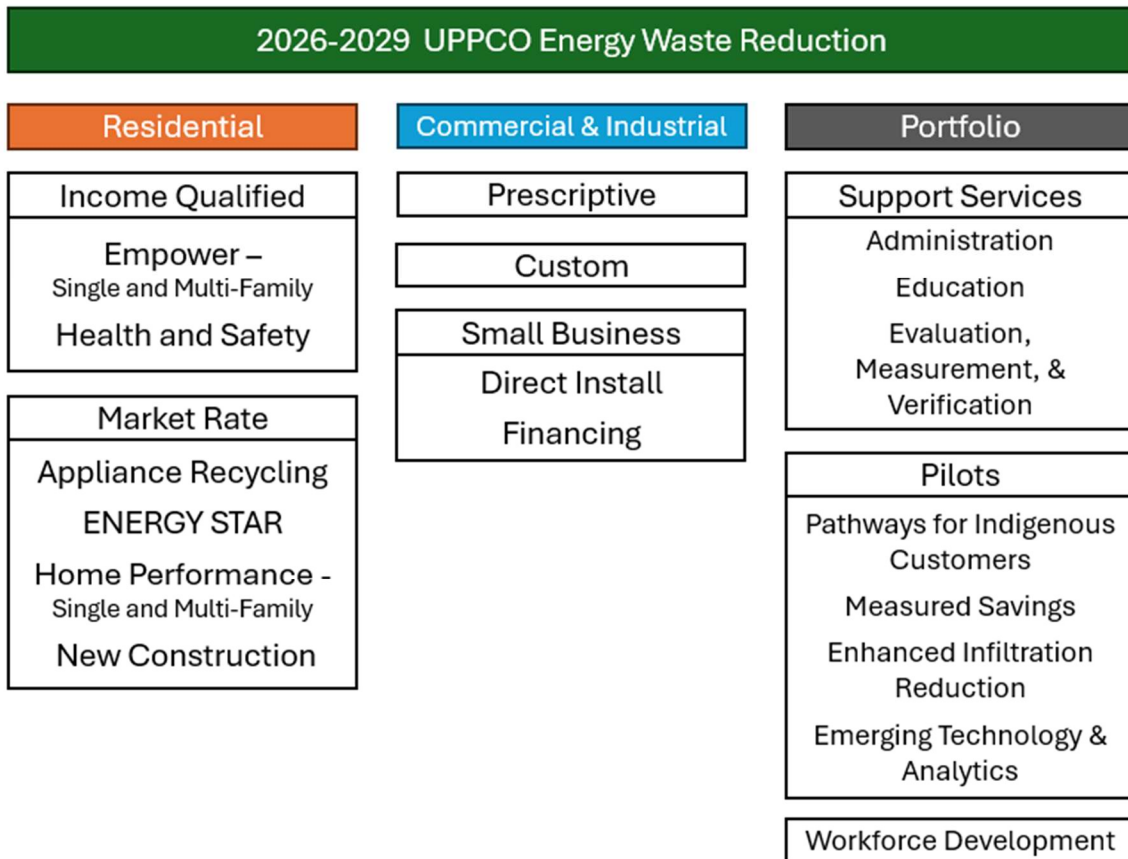 2026-2029 UPPCO Energy Waste Reduction
Residential
Income Qualified
Empower –
Single and Multi-Family
Health and Safety
Market Rate
Appliance Recycling
ENERGY STAR
Home Performance -
Single and Multi-Family
New Construction
Commercial & Industrial
Prescriptive
Custom
Small Business
Direct Install
Financing
Portfolio
Support Services
Administration
Education
Evaluation,
Measurement, &
Verification
Pilots
Pathways for Indigenous
Customers
Measured Savings
Enhanced Infiltration
Reduction
Emerging Technology &
Analytics
Workforce Development